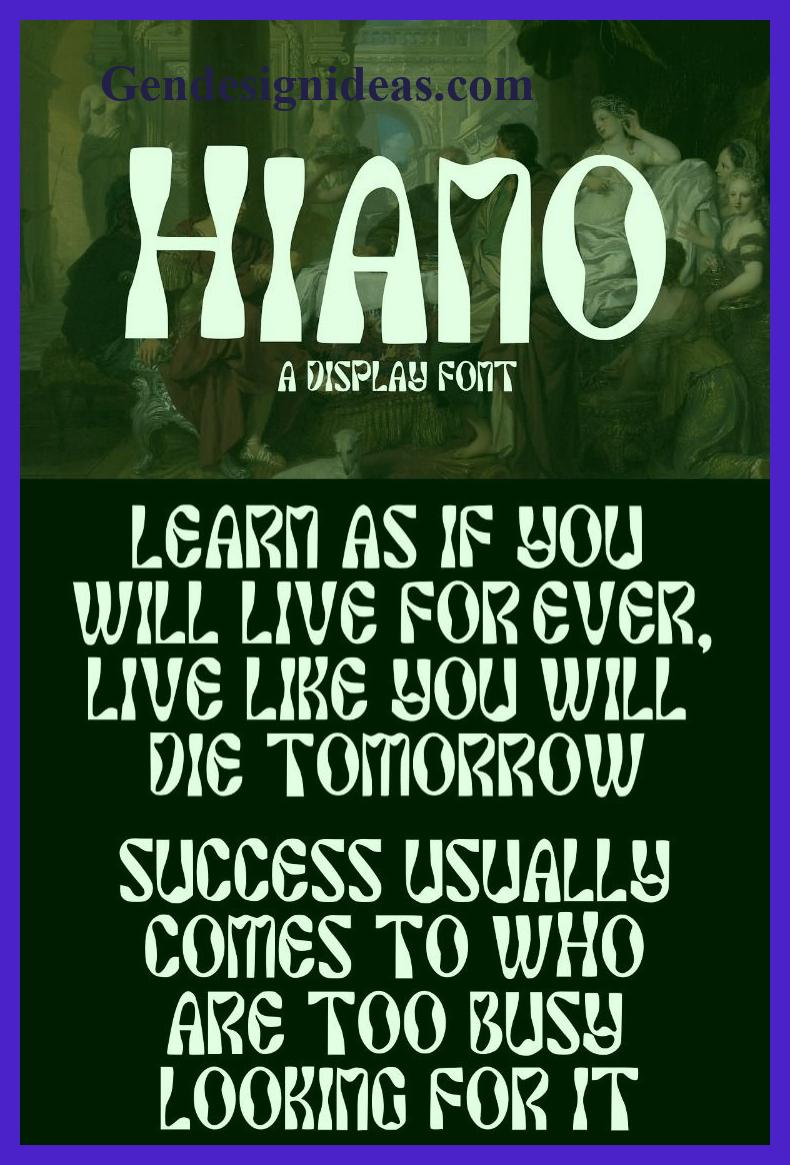 Gendesignideas.com
HIANO
A DISPLAY FONT
LEARN AS IF YOU
WILL LIVE FOR EVER,
LIVE LIKE YOU WILL
DIE TOMORROW
SUCCESS USUALLY
COMES TO WHO
ARE TOO BUSY
LOOKING FOR IT